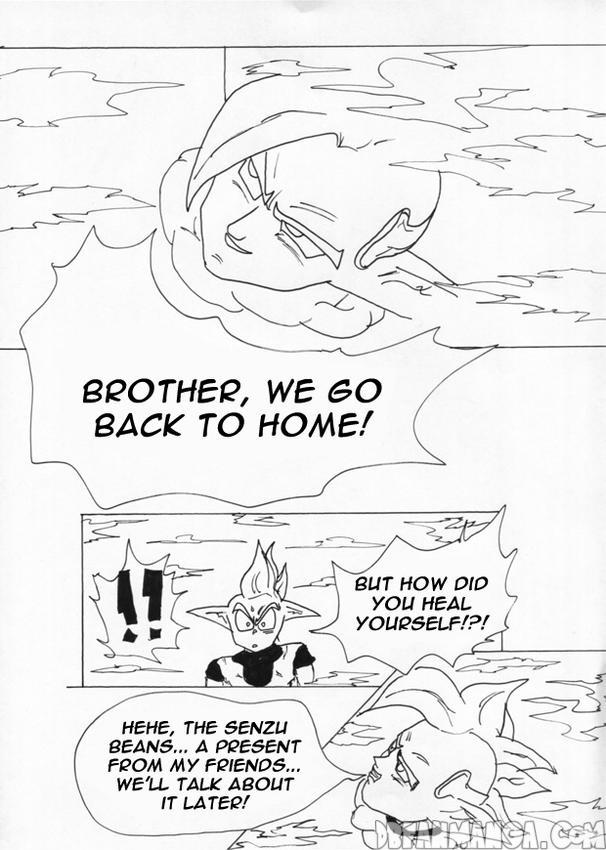 BROTHER, WE GO
BACK TO HOME!
!!
BUT HOW DID
YOU HEAL
YOURSELF!?!
HEHE, THE SENZU
BEANS... A PRESENT
FROM MY FRIENDS...
WE'LL TALK ABOUT
IT LATER!
DBFANMANGA.COM